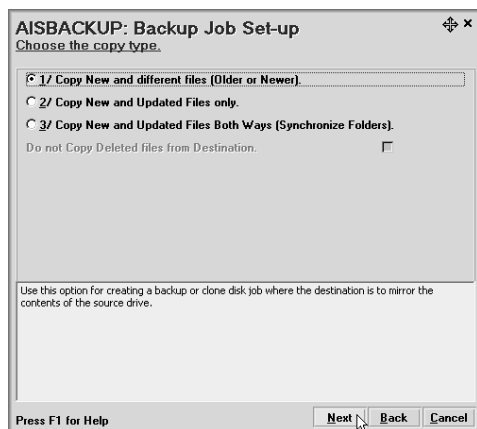 AISBACKUP: Backup Job Set-up
Choose the copy type.
1/ Copy New and different files (Older or Newer).
2/ Copy New and Updated Files only.
3/ Copy New and Updated Files Both Ways (Synchronize Folders).
Do not Copy Deleted files from Destination.
Use this option for creating a backup or clone disk job where the destination is to mirror the
contents of the source drive.
Press F1 for Help
Next Back Cancel